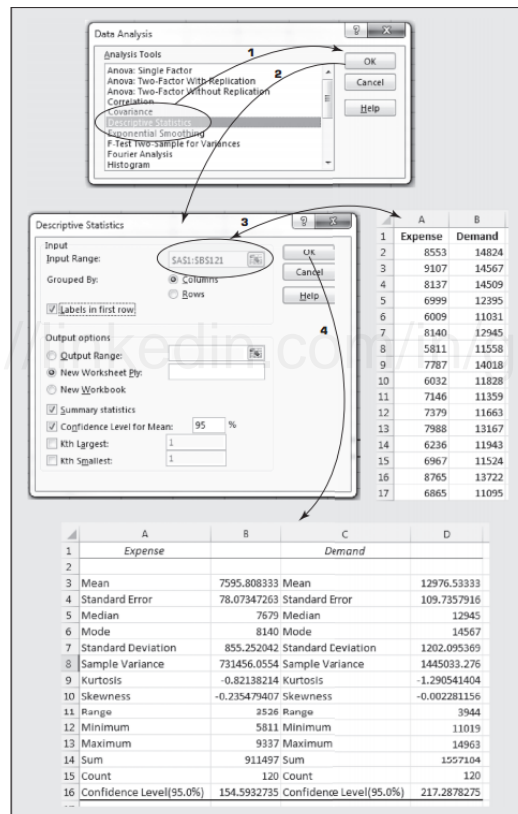 Data Analysis
Analysis Tools
1
OK
Anova: Single Factor
2
Anova: Two-Factor With Replication
Cancel
Anova: Two-Factor Without Replication
Correlation
Covariance
Help
Descriptive Statistics
Exponential Smoothing
F-Test Two-Sample for Variances
Fourier Analysis
Histogram
Descriptive Statistics
3
Input
Input Range: $A$1:$B$121
OK
Grouped By: Columns
Cancel
Rows
Help
Labels in first row
4
Output options
Output Range:
New Worksheet Ply:
New Workbook
Summary statistics
Confidence Level for Mean: 95 %
Kth Largest: 1
Kth Smallest: 1
A B
1 Expense Demand
2 8553 14824
3 9107 14567
4 8137 14509
5 6999 12395
6 6009 11031
7 8140 12945
8 5811 11558
9 7787 14018
10 6032 11828
11 7146 11359
12 7379 11663
13 7988 13167
14 6236 11943
15 6967 11524
16 8765 13722
17 6865 11095
//linkedin.com/in/g
A B C D
1 Expense Demand
2
3 Mean 7595.808333 Mean 12976.53333
4 Standard Error 78.07347263 Standard Error 109.7357916
5 Median 7679 Median 12945
6 Mode 8140 Mode 14567
7 Standard Deviation 855.252042 Standard Deviation 1202.095369
8 Sample Variance 731456.0554 Sample Variance 1445033.276
9 Kurtosis -0.82138214 Kurtosis -1.290541404
10 Skewness -0.235479407 Skewness -0.002281156
11 Range 3526 Range 3944
12 Minimum 5811 Minimum 11019
13 Maximum 9337 Maximum 14963
14 Sum 911497 Sum 1557184
15 Count 120 Count 120
16 Confidence Level(95.0%) 154.5932735 Confidence Level(95.0%) 217.2878275